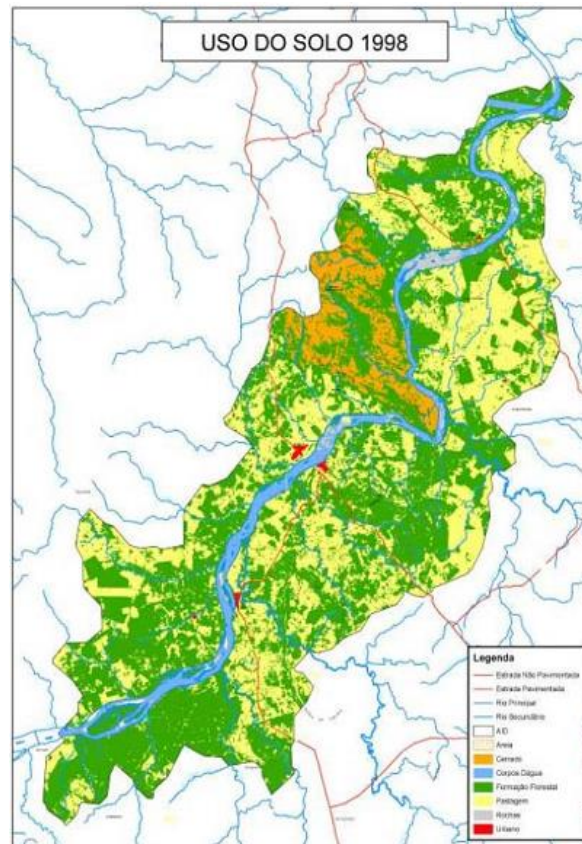 USO DO SOLO 1998
Legenda
Estrada Não Pavimentada
Estrada Pavimentada
Rio Principal
Rio Secundário
AID
Areia
Cerrado
Corpos Dágua
Formação Florestal
Pastagem
Rochas
Urbano